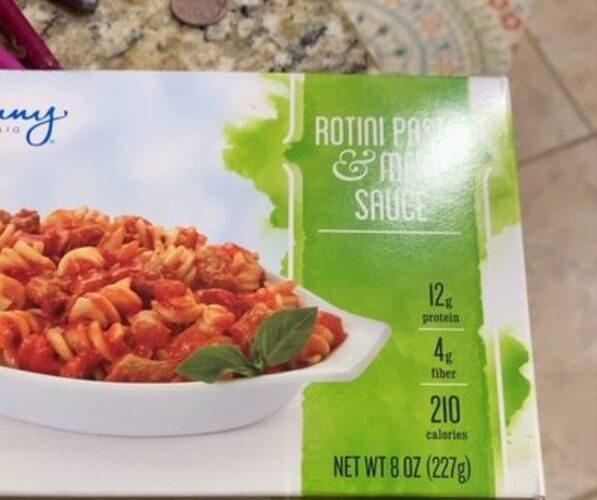 ROTINI
&
SAUCE
12g
protein
4g
fiber
210
calories
NET WT 8 OZ (227g)